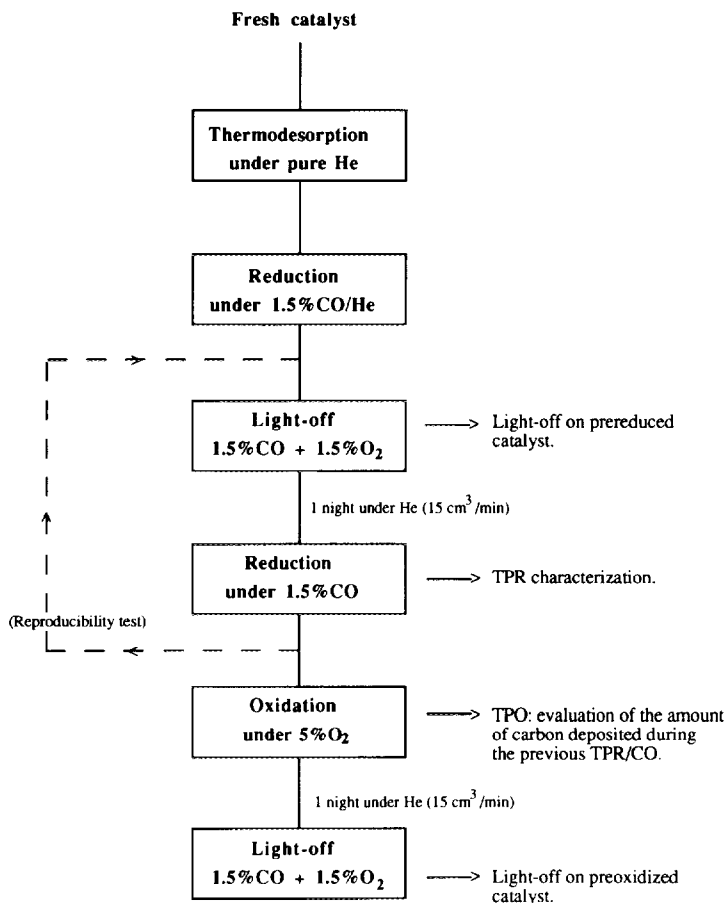 Fresh catalyst
Thermodesorption
under pure He
Reduction
under 1.5%CO/He
Light-off
1.5%CO + 1.5%O₂
Light-off on prereduced
catalyst.
1 night under He (15 cm³/min)
Reduction
under 1.5%CO
TPR characterization.
(Reproducibility test)
Oxidation
under 5%O₂
TPO: evaluation of the amount
of carbon deposited during
the previous TPR/CO.
1 night under He (15 cm³/min)
Light-off
1.5%CO + 1.5%O₂
Light-off on preoxidized
catalyst.